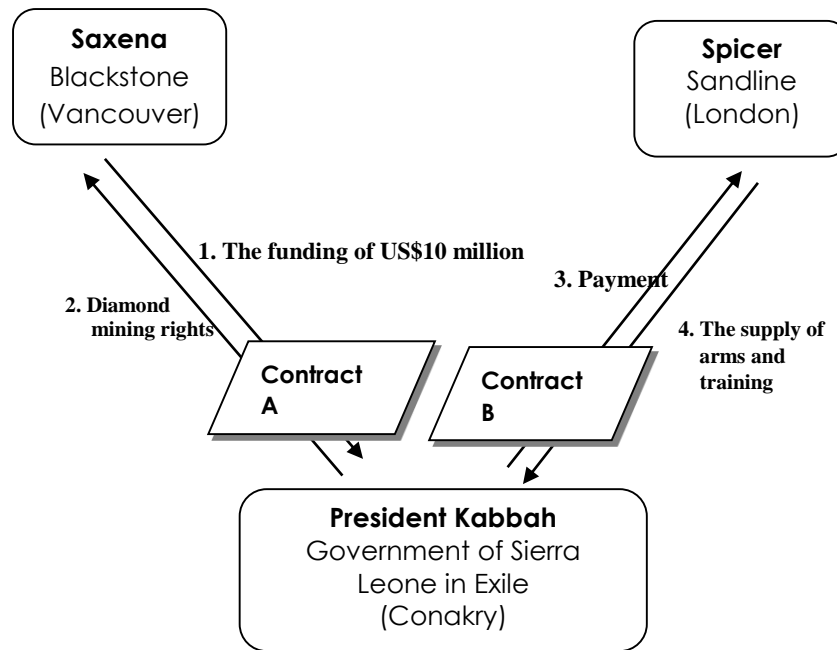 Saxena
Blackstone
(Vancouver)
Spicer
Sandline
(London)
1. The funding of US$10 million
2. Diamond
mining rights
3. Payment
4. The supply of
arms and
training
Contract
A
Contract
B
President Kabbah
Government of Sierra
Leone in Exile
(Conakry)